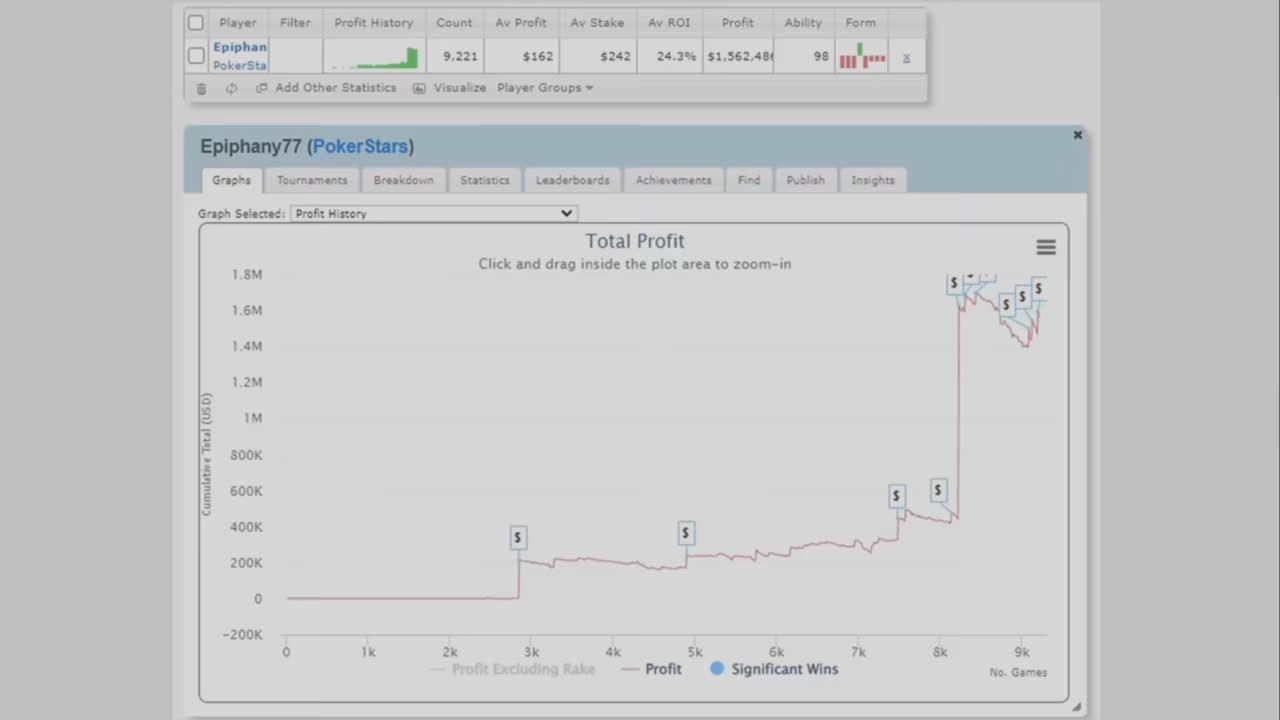 Player Filter Profit History Count Av Profit Av Stake Av ROI Profit Ability Form
Epiphan
PokerSta
9,221 $162 $242 24.3% $1,562,486 98 x
Add Other Statistics Visualize Player Groups
Epiphany77 (PokerStars)
Graphs Tournaments Breakdown Statistics Leaderboards Achievements Find Publish Insights
Graph Selected: Profit History
Total Profit
Click and drag inside the plot area to zoom-in
1.8M
1.6M
1.4M
1.2M
1M
800K
600K
400K
200K
0
-200K
Cumulative Total (USD)
$ $ $ $ $ $ $ $ $
0 1k 2k 3k 4k 5k 6k 7k 8k 9k
No. Games
Profit Excluding Rake Profit Significant Wins